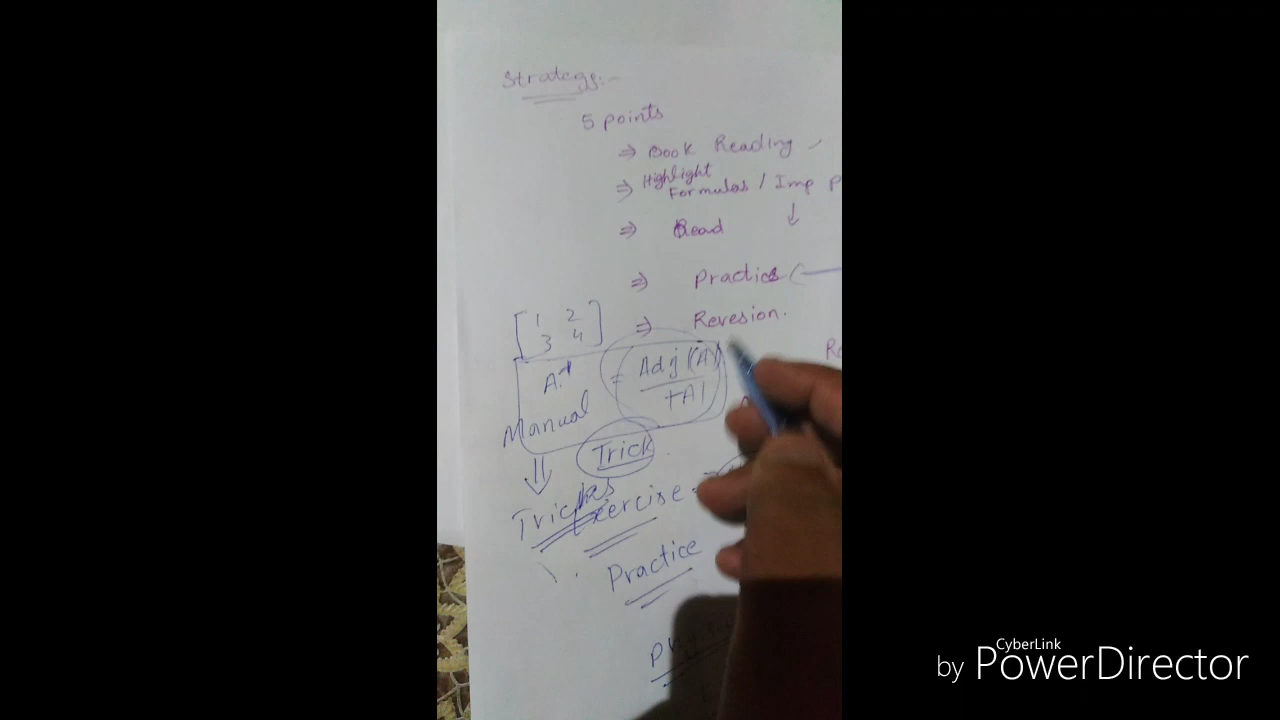 Strategy:-
5 points
⇒ Book Reading
⇒ Highlight
Formulas / Imp P
↓
⇒ Read
⇒ Practice (
⇒ Revesion.
[1 2
3 4]
A⁻¹ = Adj (A)
|A|
Manual
Trick
⇓
Tricks
Exercise
Practice
CyberLink
by PowerDirector